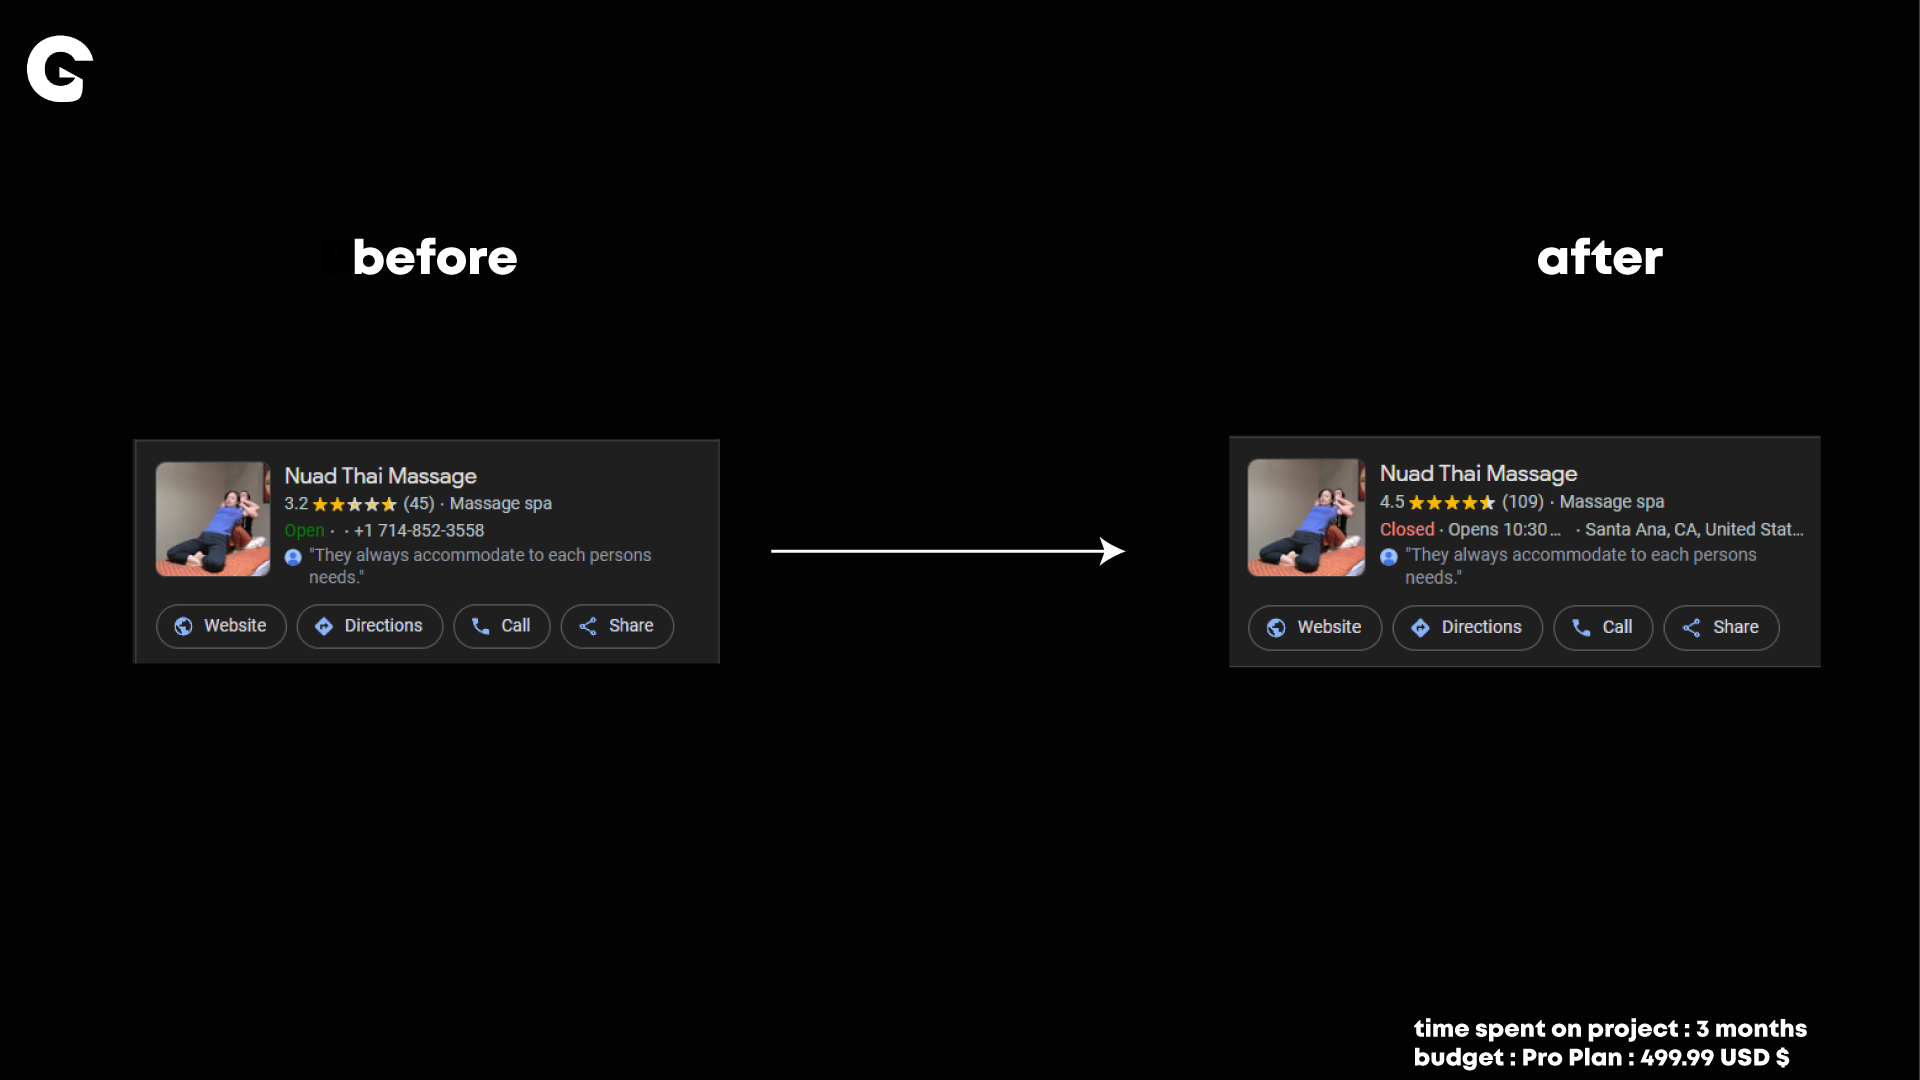 G
before
after
Nuad Thai Massage
3.2 (45) · Massage spa
Open · · +1 714-852-3558
"They always accommodate to each persons
needs."
Website
Directions
Call
Share
Nuad Thai Massage
4.5 (109) · Massage spa
Closed · Opens 10:30 ... · Santa Ana, CA, United Stat...
"They always accommodate to each persons
needs."
Website
Directions
Call
Share
time spent on project : 3 months
budget : Pro Plan : 499.99 USD $